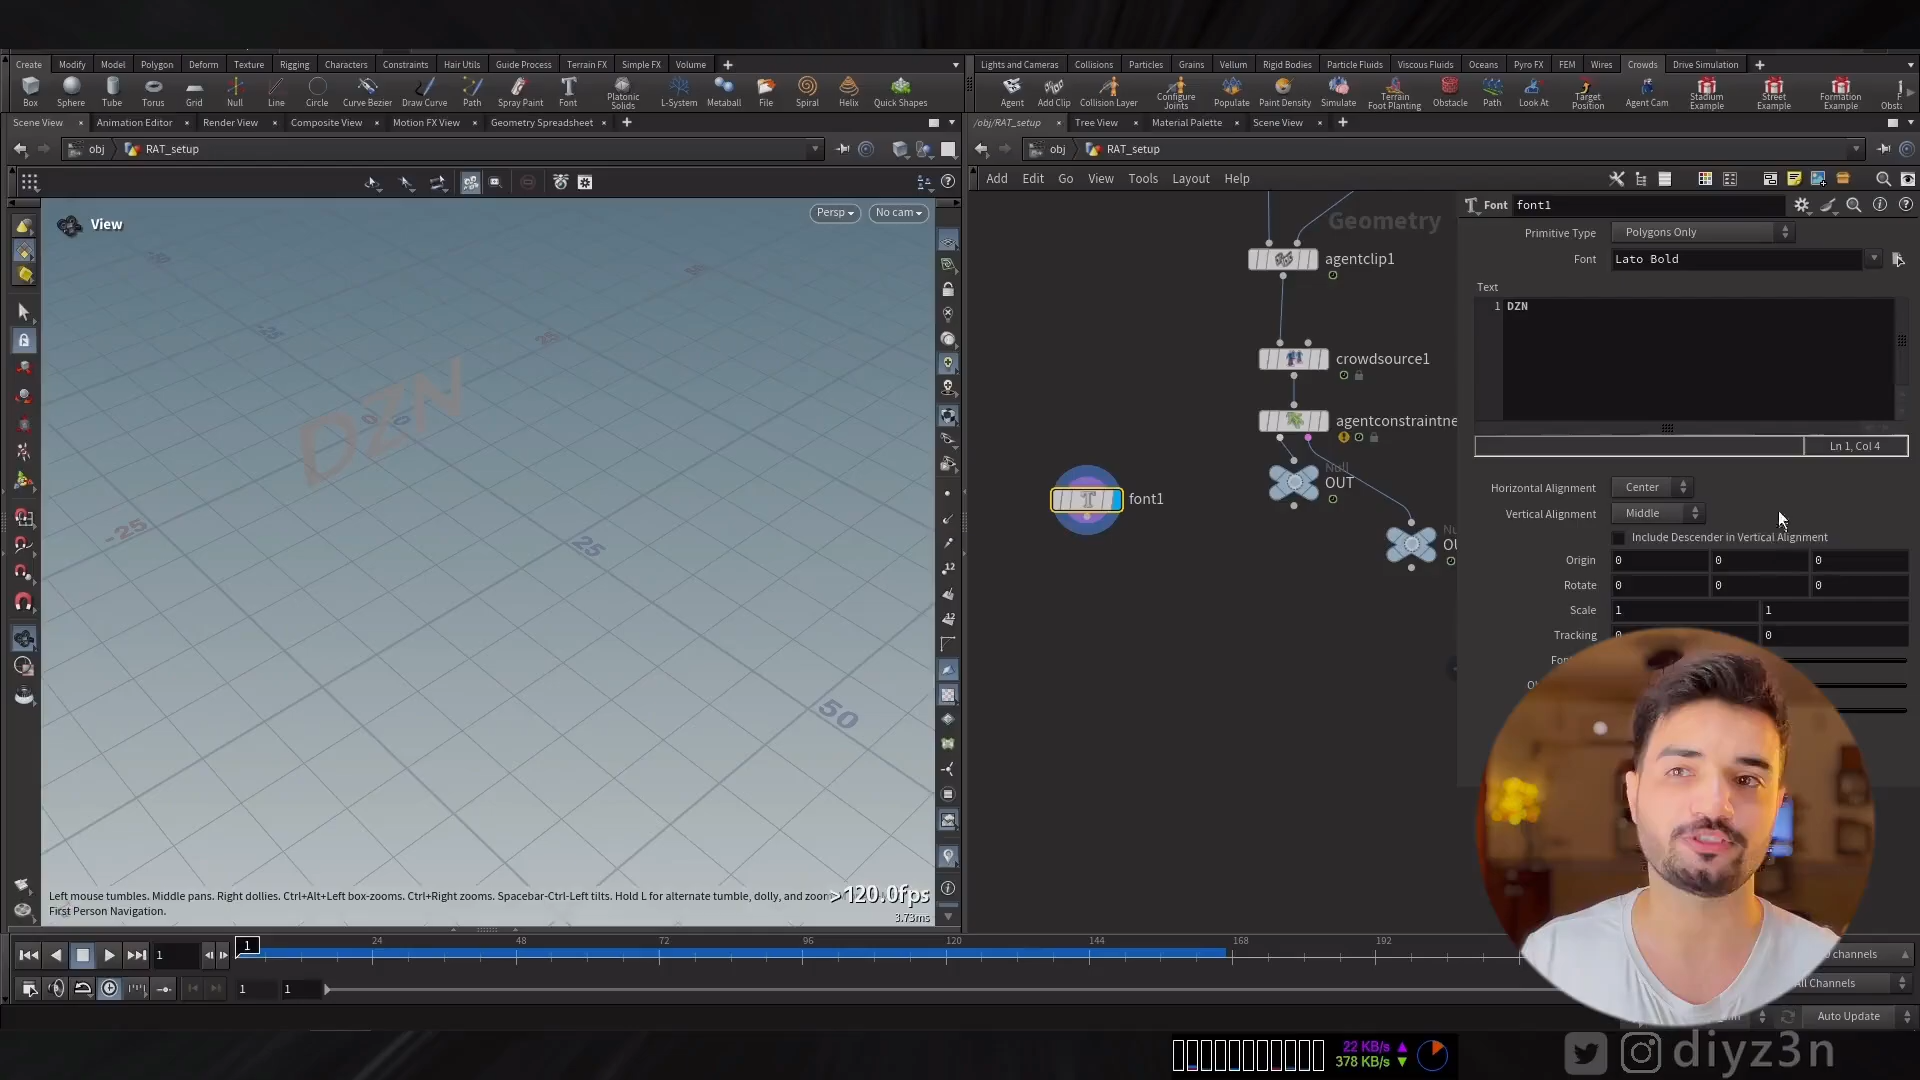 Create Modify Model Polygon Deform Texture Rigging Characters Constraints Hair Utils Guide Process Terrain FX Simple FX Volume
Box Sphere Tube Torus Grid Null Line Circle Curve Bezier Draw Curve Path Spray Paint Font Platonic Solids L-System Metaball File Spiral Helix Quick Shapes
Lights and Cameras Collisions Particles Grains Vellum Rigid Bodies Particle Fluids Viscous Fluids Oceans Pyro FX FEM Wires Crowds Drive Simulation
Agent Add Clip Collision Layer Configure Joints Populate Paint Density Simulate Terrain Foot Planting Obstacle Path Look At Target Position Agent Cam Stadium Example Street Example Formation Example
Scene View Animation Editor Render View Composite View Motion FX View Geometry Spreadsheet
/obj/RAT_setup Tree View Material Palette Scene View
obj RAT_setup
obj RAT_setup
Add Edit Go View Tools Layout Help
View
Persp
No cam
DZN
-25
25
25
-25
50
Left mouse tumbles. Middle pans. Right dollies. Ctrl+Alt+Left box-zooms. Ctrl+Right zooms. Spacebar-Ctrl-Left tilts. Hold L for alternate tumble, dolly, and zoom
First Person Navigation.
>120.0fps
3.73ms
Geometry
agentclip1
crowdsource1
agentconstraintne
Null
OUT
font1
Font font1
Primitive Type Polygons Only
Font Lato Bold
Text
1 DZN
Ln 1, Col 4
Horizontal Alignment Center
Vertical Alignment Middle
Include Descender in Vertical Alignment
Origin 0 0 0
Rotate 0 0 0
Scale 1 1
Tracking 0 0
1 1 24 48 72 96 120 144 168 192
channels
1 1
All Channels
Auto Update
22 KB/s
378 KB/s
diyz3n